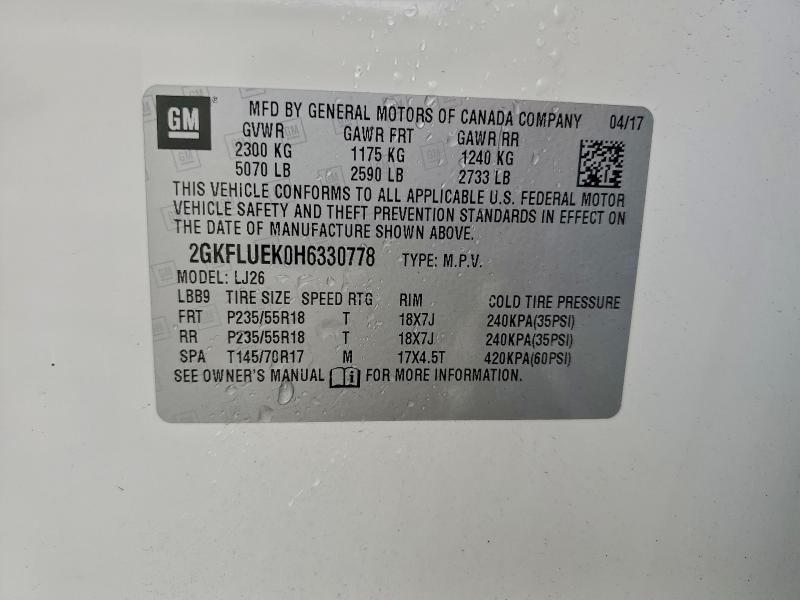 GM
MFD BY GENERAL MOTORS OF CANADA COMPANY 04/17
GVWR GAWR FRT GAWR RR
2300 KG 1175 KG 1240 KG
5070 LB 2590 LB 2733 LB
THIS VEHICLE CONFORMS TO ALL APPLICABLE U.S. FEDERAL MOTOR
VEHICLE SAFETY AND THEFT PREVENTION STANDARDS IN EFFECT ON
THE DATE OF MANUFACTURE SHOWN ABOVE.
2GKFLUEK0H6330778 TYPE: M.P.V.
MODEL: LJ26
LBB9 TIRE SIZE SPEED RTG RIM COLD TIRE PRESSURE
FRT P235/55R18 T 18X7J 240KPA(35PSI)
RR P235/55R18 T 18X7J 240KPA(35PSI)
SPA T145/70R17 M 17X4.5T 420KPA(60PSI)
SEE OWNER'S MANUAL FOR MORE INFORMATION.